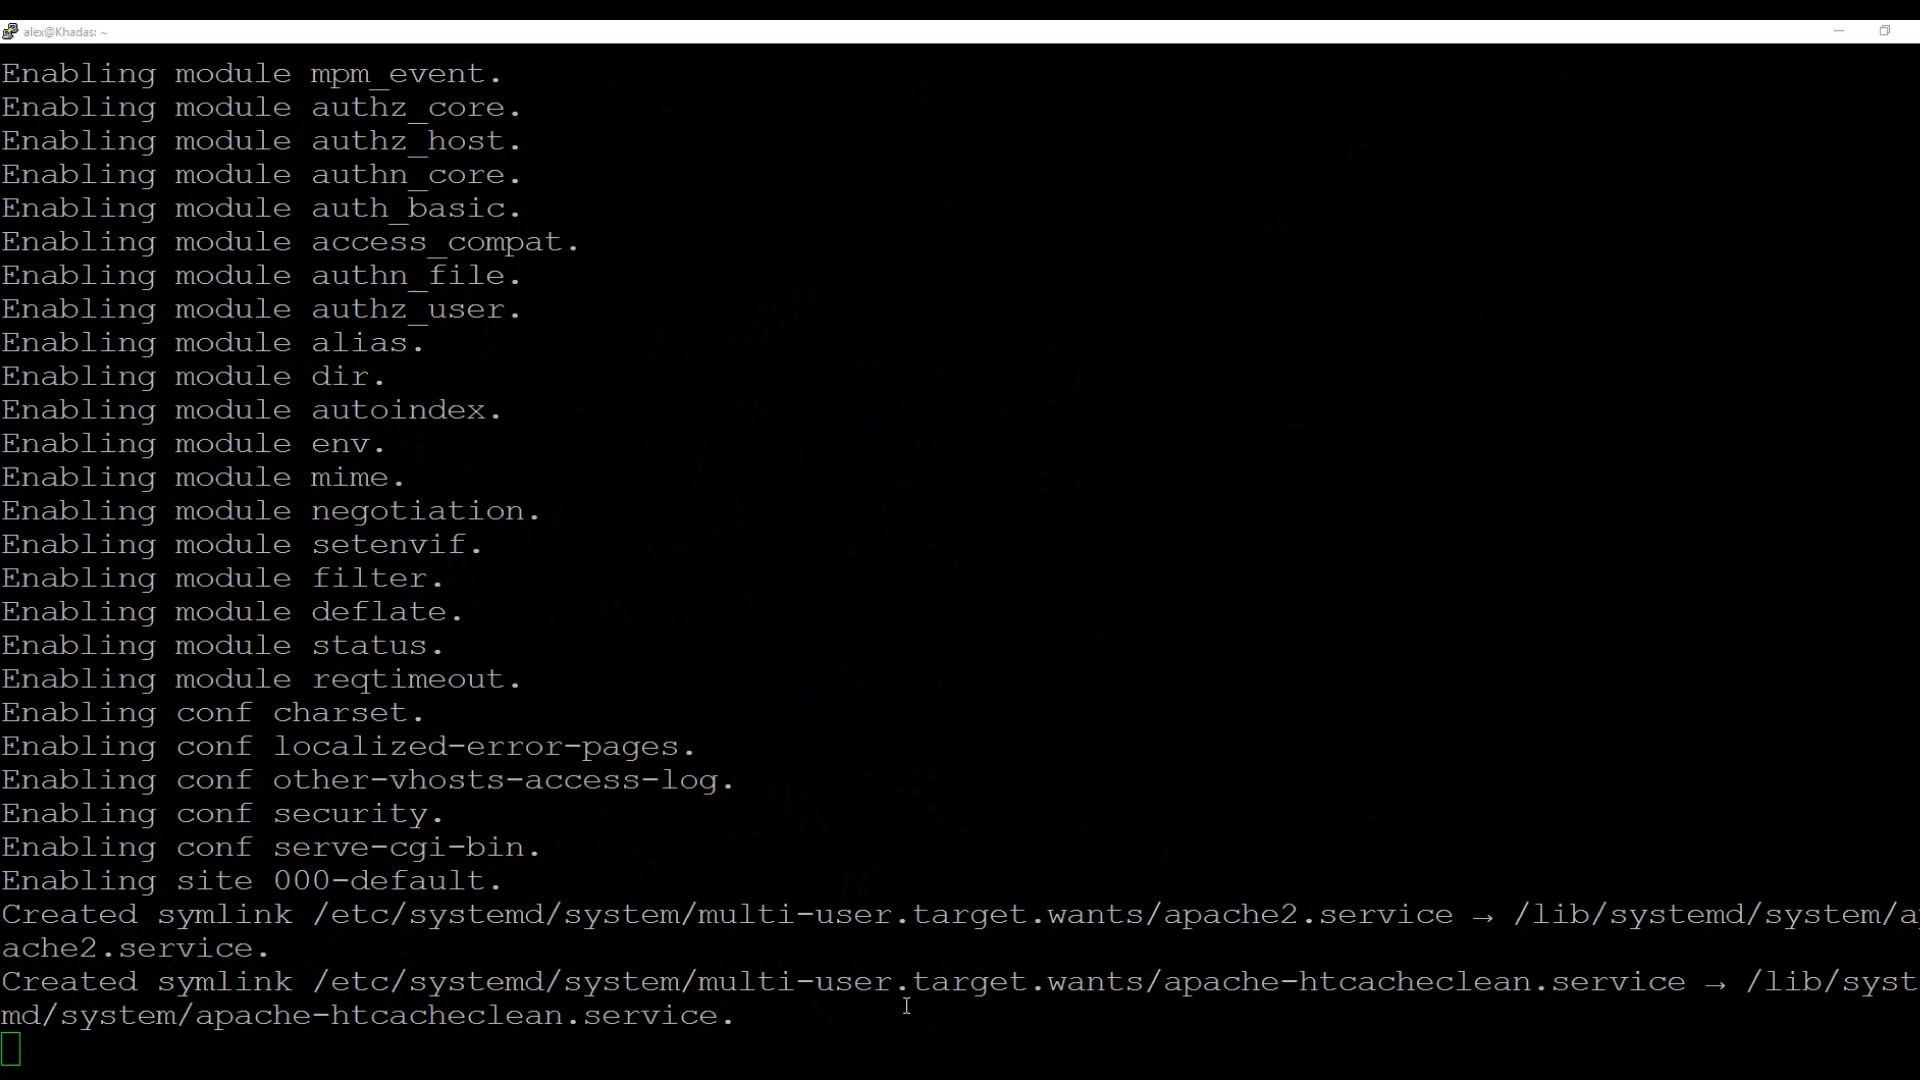 alex@Khadas: ~
Enabling module mpm_event.
Enabling module authz_core.
Enabling module authz_host.
Enabling module authn_core.
Enabling module auth_basic.
Enabling module access_compat.
Enabling module authn_file.
Enabling module authz_user.
Enabling module alias.
Enabling module dir.
Enabling module autoindex.
Enabling module env.
Enabling module mime.
Enabling module negotiation.
Enabling module setenvif.
Enabling module filter.
Enabling module deflate.
Enabling module status.
Enabling module reqtimeout.
Enabling conf charset.
Enabling conf localized-error-pages.
Enabling conf other-vhosts-access-log.
Enabling conf security.
Enabling conf serve-cgi-bin.
Enabling site 000-default.
Created symlink /etc/systemd/system/multi-user.target.wants/apache2.service → /lib/systemd/system/ap
ache2.service.
Created symlink /etc/systemd/system/multi-user.target.wants/apache-htcacheclean.service → /lib/syst
md/system/apache-htcacheclean.service.